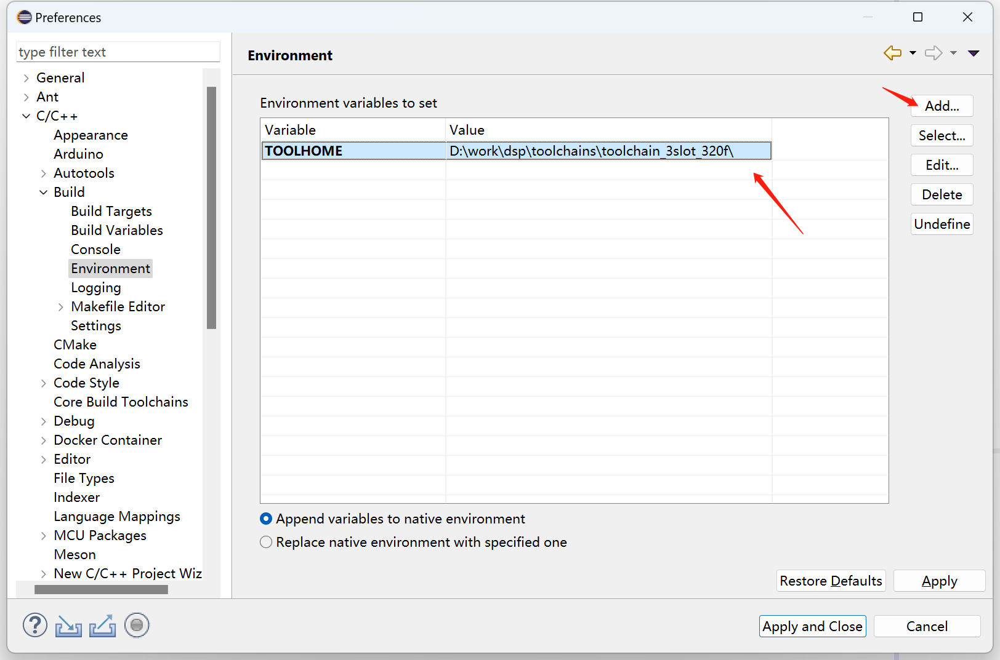 Preferences
type filter text
General
Ant
C/C++
Appearance
Arduino
Autotools
Build
Build Targets
Build Variables
Console
Environment
Logging
Makefile Editor
Settings
CMake
Code Analysis
Code Style
Core Build Toolchains
Debug
Docker Container
Editor
File Types
Indexer
Language Mappings
MCU Packages
Meson
New C/C++ Project Wiz
Environment
Environment variables to set
Variable Value
TOOLHOME D:\work\dsp\toolchains\toolchain_3slot_320f\
Add...
Select...
Edit...
Delete
Undefine
Append variables to native environment
Replace native environment with specified one
Restore Defaults Apply
? Apply and Close Cancel